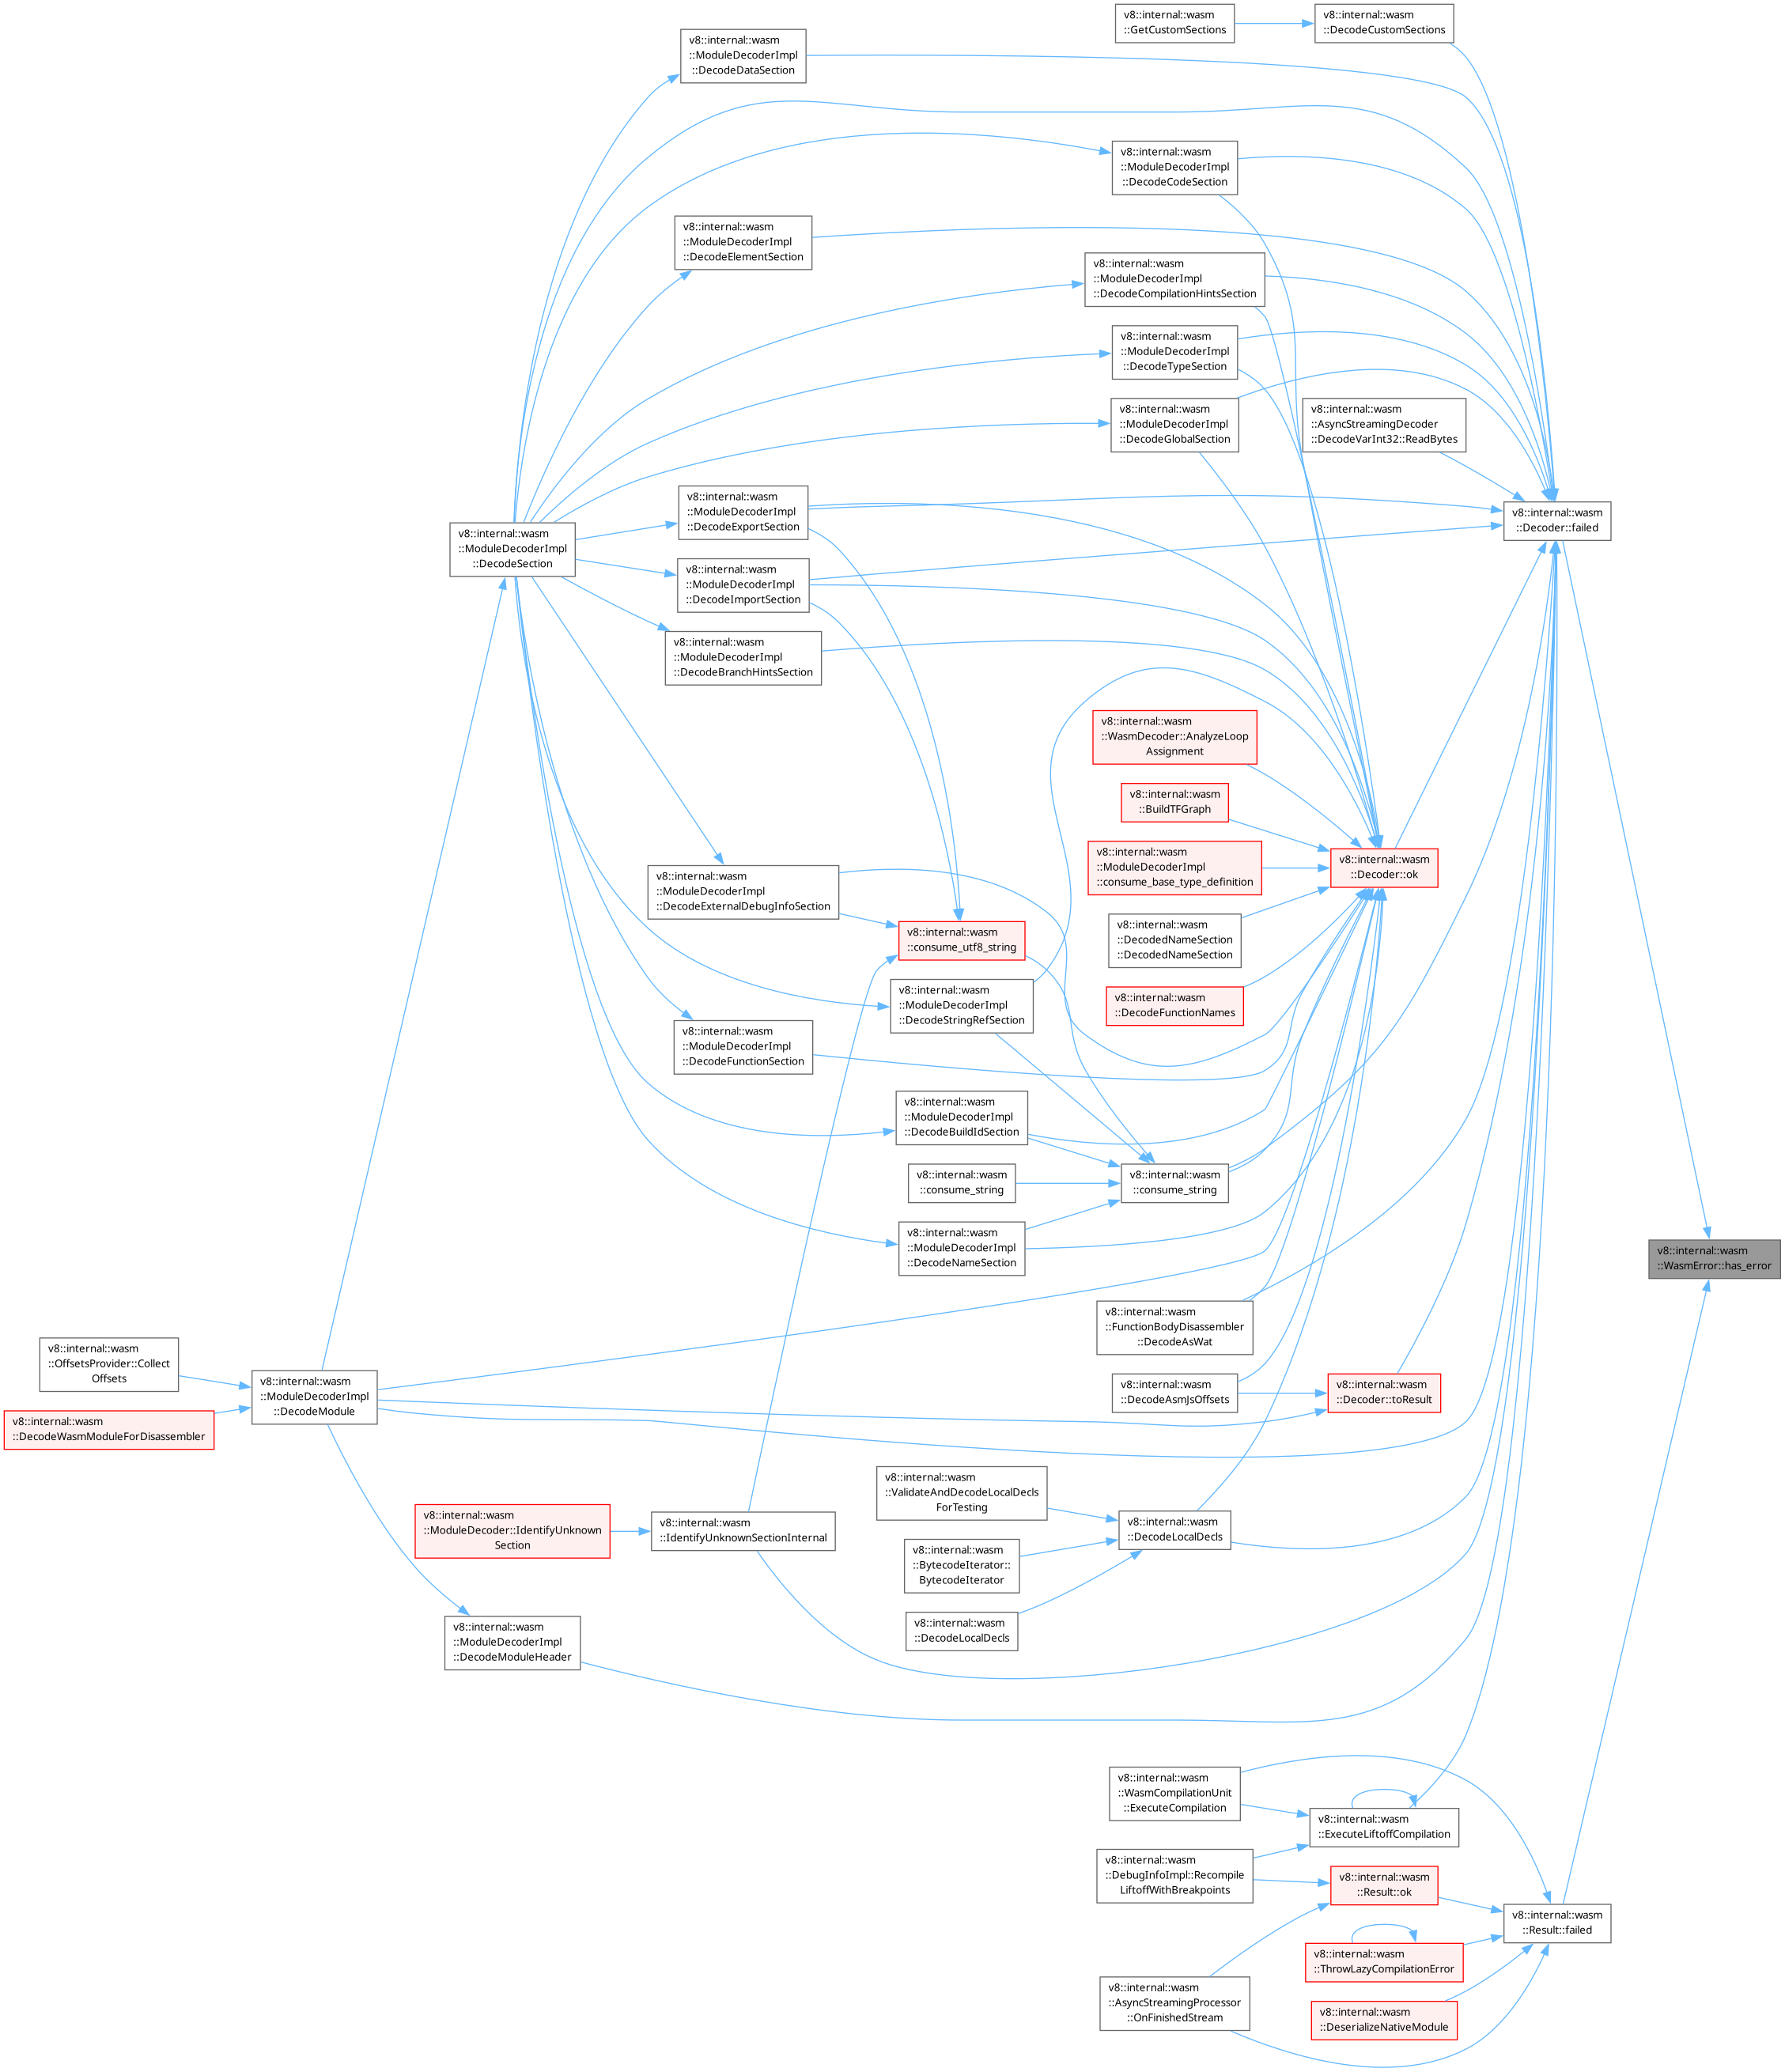 v8::internal::wasm
::GetCustomSections
v8::internal::wasm
::DecodeCustomSections
v8::internal::wasm
::ModuleDecoderImpl
::DecodeDataSection
v8::internal::wasm
::ModuleDecoderImpl
::DecodeCodeSection
v8::internal::wasm
::ModuleDecoderImpl
::DecodeElementSection
v8::internal::wasm
::ModuleDecoderImpl
::DecodeCompilationHintsSection
v8::internal::wasm
::ModuleDecoderImpl
::DecodeTypeSection
v8::internal::wasm
::ModuleDecoderImpl
::DecodeGlobalSection
v8::internal::wasm
::AsyncStreamingDecoder
::DecodeVarInt32::ReadBytes
v8::internal::wasm
::ModuleDecoderImpl
::DecodeExportSection
v8::internal::wasm
::Decoder::failed
v8::internal::wasm
::ModuleDecoderImpl
::DecodeSection
v8::internal::wasm
::ModuleDecoderImpl
::DecodeImportSection
v8::internal::wasm
::ModuleDecoderImpl
::DecodeBranchHintsSection
v8::internal::wasm
::WasmDecoder::AnalyzeLoop
Assignment
v8::internal::wasm
::BuildTFGraph
v8::internal::wasm
::ModuleDecoderImpl
::consume_base_type_definition
v8::internal::wasm
::Decoder::ok
v8::internal::wasm
::ModuleDecoderImpl
::DecodeExternalDebugInfoSection
v8::internal::wasm
::DecodedNameSection
::DecodedNameSection
v8::internal::wasm
::consume_utf8_string
v8::internal::wasm
::ModuleDecoderImpl
::DecodeStringRefSection
v8::internal::wasm
::DecodeFunctionNames
v8::internal::wasm
::ModuleDecoderImpl
::DecodeFunctionSection
v8::internal::wasm
::ModuleDecoderImpl
::DecodeBuildIdSection
v8::internal::wasm
::consume_string
v8::internal::wasm
::consume_string
v8::internal::wasm
::ModuleDecoderImpl
::DecodeNameSection
v8::internal::wasm
::WasmError::has_error
v8::internal::wasm
::FunctionBodyDisassembler
::DecodeAsWat
v8::internal::wasm
::OffsetsProvider::Collect
Offsets
v8::internal::wasm
::ModuleDecoderImpl
::DecodeModule
v8::internal::wasm
::DecodeAsmJsOffsets
v8::internal::wasm
::Decoder::toResult
v8::internal::wasm
::DecodeWasmModuleForDisassembler
v8::internal::wasm
::ValidateAndDecodeLocalDecls
ForTesting
v8::internal::wasm
::ModuleDecoder::IdentifyUnknown
Section
v8::internal::wasm
::IdentifyUnknownSectionInternal
v8::internal::wasm
::DecodeLocalDecls
v8::internal::wasm
::BytecodeIterator::
BytecodeIterator
v8::internal::wasm
::DecodeLocalDecls
v8::internal::wasm
::ModuleDecoderImpl
::DecodeModuleHeader
v8::internal::wasm
::WasmCompilationUnit
::ExecuteCompilation
v8::internal::wasm
::ExecuteLiftoffCompilation
v8::internal::wasm
::DebugInfoImpl::Recompile
LiftoffWithBreakpoints
v8::internal::wasm
::Result::ok
v8::internal::wasm
::Result::failed
v8::internal::wasm
::ThrowLazyCompilationError
v8::internal::wasm
::AsyncStreamingProcessor
::OnFinishedStream
v8::internal::wasm
::DeserializeNativeModule